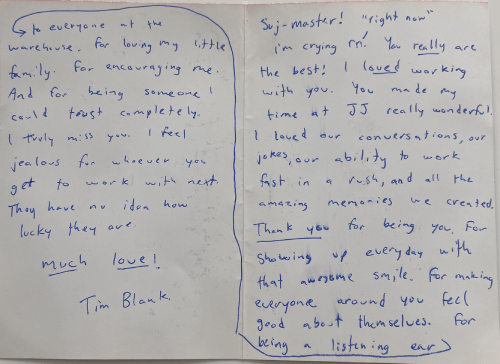 Suj-master! "right now"
i'm crying rn! You really are
the best! I loved working
with you. You made my
time at JJ really wonderful.
I loved our conversations, our
jokes, our ability to work
fast in a rush, and all the
amazing memories we created.
Thank you for being you. For
showing up everyday with
that awesome smile. For making
everyone around you feel
good about themselves. For
being a listening ear
to everyone at the
warehouse. For loving my little
family. For encouraging me.
And for being someone I
could trust completely.
I truly miss you. I feel
jealous for whoever you
get to work with next.
They have no idea how
lucky they are.
much love!
Tim Blank